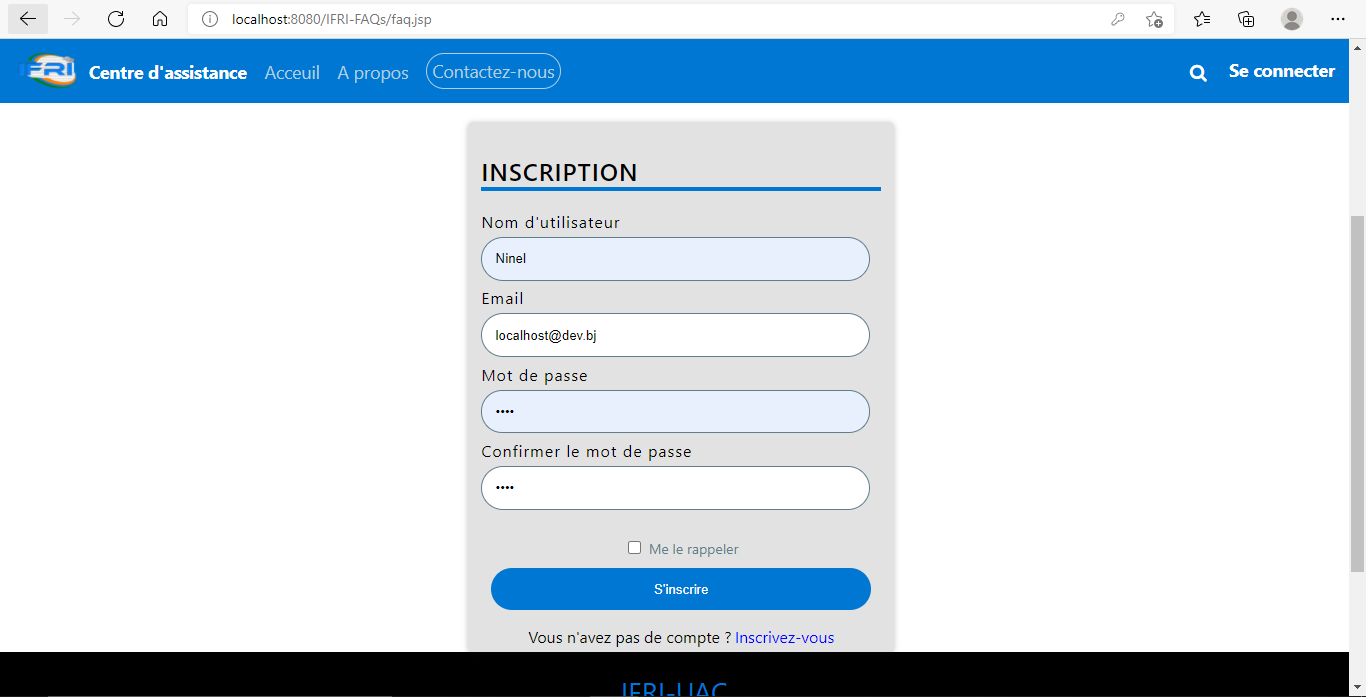 localhost:8080/IFRI-FAQs/faq.jsp
IFRI Centre d'assistance Acceuil A propos Contactez-nous Se connecter
INSCRIPTION
Nom d'utilisateur
Ninel
Email
localhost@dev.bj
Mot de passe
••••
Confirmer le mot de passe
••••
Me le rappeler
S'inscrire
Vous n'avez pas de compte ? Inscrivez-vous
IFRI-UAC